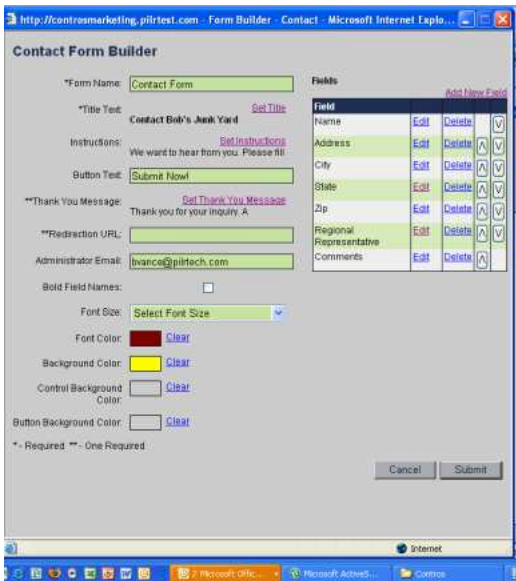 http://controsmarketing.pilrtest.com - Form Builder - Contact - Microsoft Internet Explo...
Contact Form Builder
*Form Name: Contact Form
*Title Text: Set Title
Contact Bob's Junk Yard
Instructions: Set Instructions
We want to hear from you. Please fill
Button Text: Submit Now!
**Thank You Message: Set Thank You Message
Thank you for your inquiry. A
**Redirection URL:
Administrator Email: bvance@pilrtech.com
Bold Field Names:
Font Size: Select Font Size
Font Color: Clear
Background Color: Clear
Control Background Color: Clear
Button Background Color: Clear
* - Required ** - One Required
Fields
Add New Field
Field
Name Edit Delete V
Address Edit Delete Λ V
City Edit Delete Λ V
State Edit Delete Λ V
Zip Edit Delete Λ V
Regional Representative Edit Delete Λ V
Comments Edit Delete Λ
Cancel Submit
Internet
7 Microsoft Offic... Microsoft ActiveS... Contros